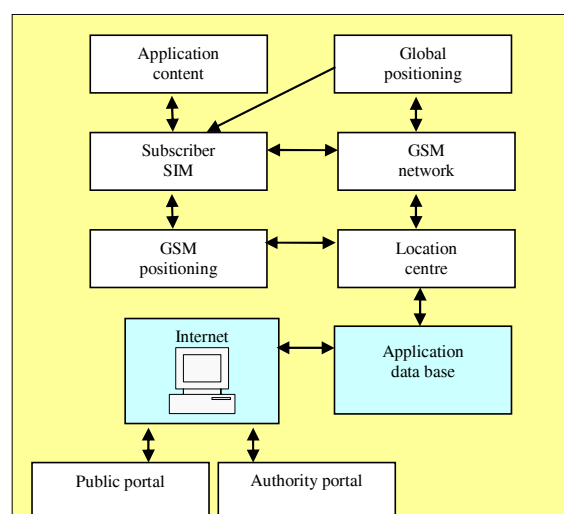 Application
content
Global
positioning
Subscriber
SIM
GSM
network
GSM
positioning
Location
centre
Internet
Application
data base
Public portal
Authority portal